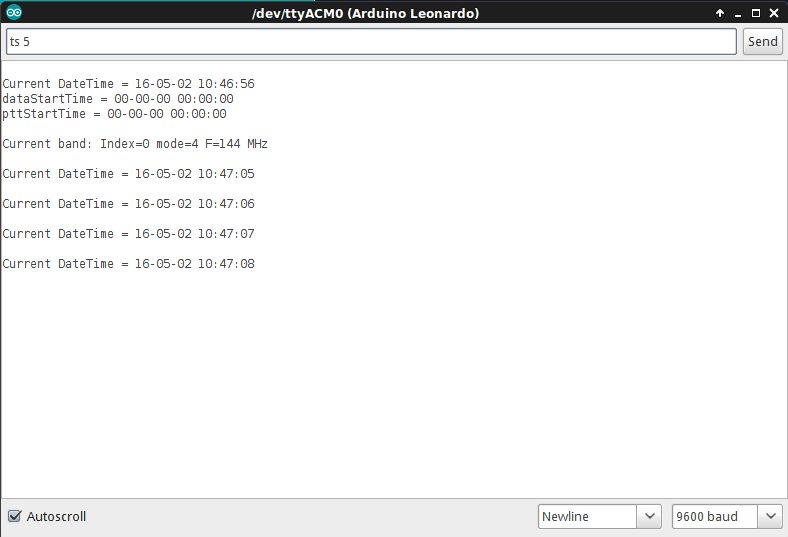 /dev/ttyACM0 (Arduino Leonardo)
ts 5
Send
Current DateTime = 16-05-02 10:46:56
dataStartTime = 00-00-00 00:00:00
pttStartTime = 00-00-00 00:00:00
Current band: Index=0 mode=4 F=144 MHz
Current DateTime = 16-05-02 10:47:05
Current DateTime = 16-05-02 10:47:06
Current DateTime = 16-05-02 10:47:07
Current DateTime = 16-05-02 10:47:08
Autoscroll
Newline
9600 baud